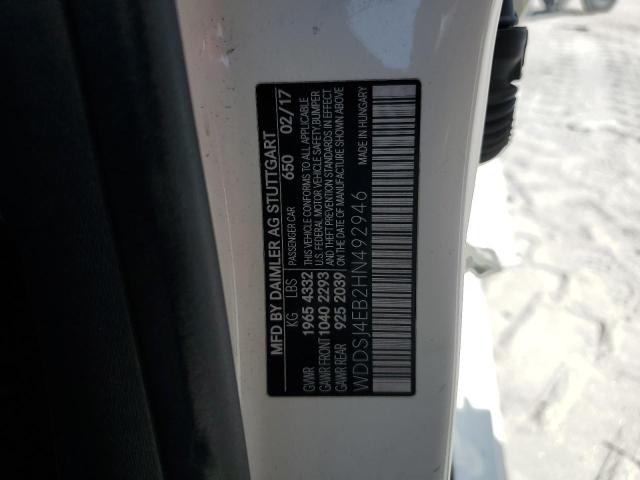 MFD BY DAIMLER AG STUTTGART
PASSENGER CAR 650 02/17
KG LBS
GVWR 1965 4332
GAWR FRONT 1040 2293
GAWR REAR 925 2039
THIS VEHICLE CONFORMS TO ALL APPLICABLE
U.S. FEDERAL MOTOR VEHICLE SAFETY, BUMPER
AND THEFT PREVENTION STANDARDS IN EFFECT
ON THE DATE OF MANUFACTURE SHOWN ABOVE
MADE IN HUNGARY
WDDSJ4EB2HN492946